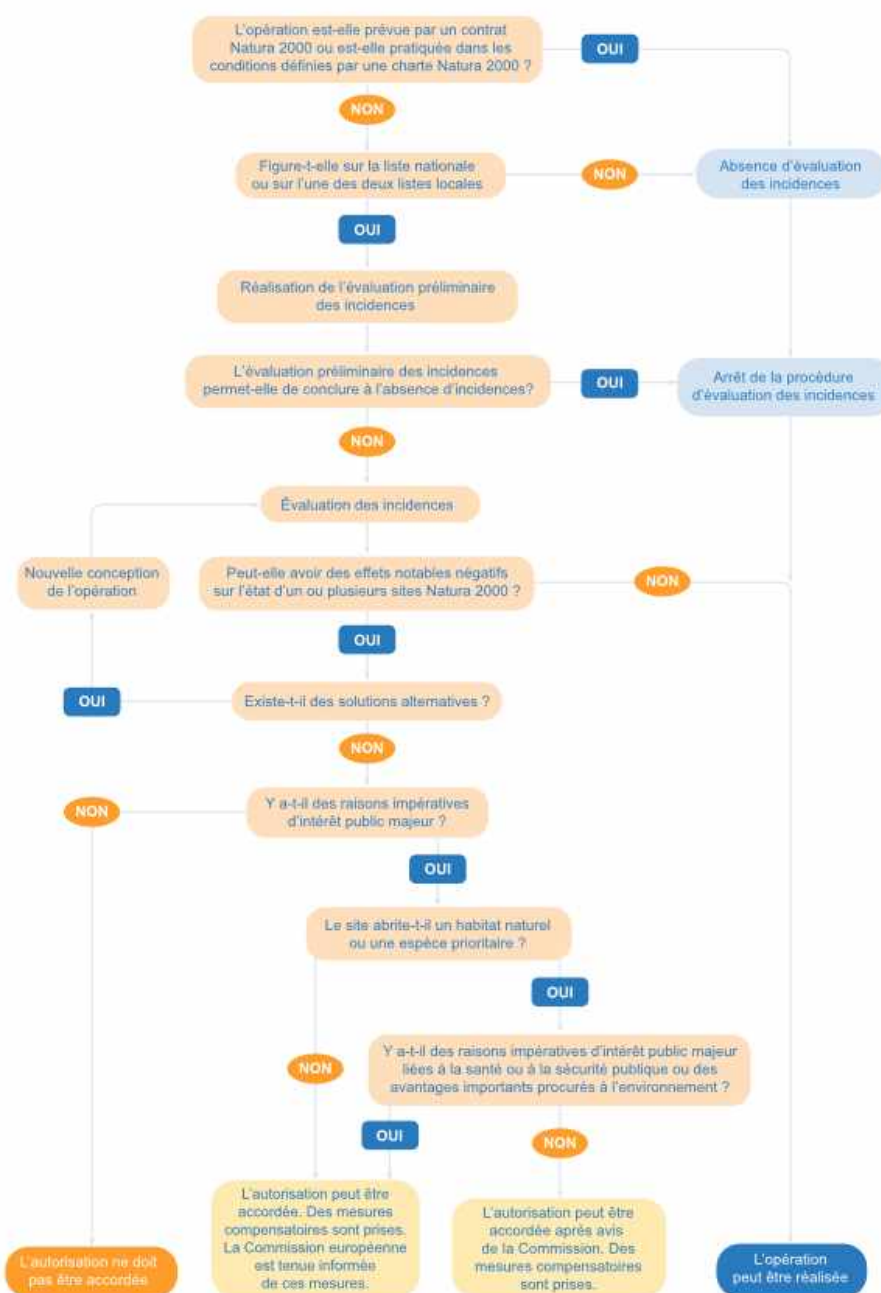 L'opération est-elle prévue par un contrat
Natura 2000 ou est-elle pratiquée dans les
conditions définies par une charte Natura 2000 ?
OUI
NON
Figure-t-elle sur la liste nationale
ou sur l'une des deux listes locales
NON
Absence d'évaluation
des incidences
OUI
Réalisation de l'évaluation préliminaire
des incidences
L'évaluation préliminaire des incidences
permet-elle de conclure à l'absence d'incidences?
OUI
Arrêt de la procédure
d'évaluation des incidences
NON
Évaluation des incidences
Nouvelle conception
de l'opération
Peut-elle avoir des effets notables négatifs
sur l'état d'un ou plusieurs sites Natura 2000 ?
NON
OUI
OUI
Existe-t-il des solutions alternatives ?
NON
NON
Y a-t-il des raisons impératives
d'intérêt public majeur ?
OUI
Le site abrite-t-il un habitat naturel
ou une espèce prioritaire ?
OUI
NON
Y a-t-il des raisons impératives d'intérêt public majeur
liées à la santé ou à la sécurité publique ou des
avantages importants procurés à l'environnement ?
OUI
NON
L'autorisation ne doit
pas être accordée
L'autorisation peut être
accordée. Des mesures
compensatoires sont prises.
La Commission européenne
est tenue informée
de ces mesures.
L'autorisation peut être
accordée après avis
de la Commission. Des
mesures compensatoires
sont prises.
L'opération
peut être réalisée